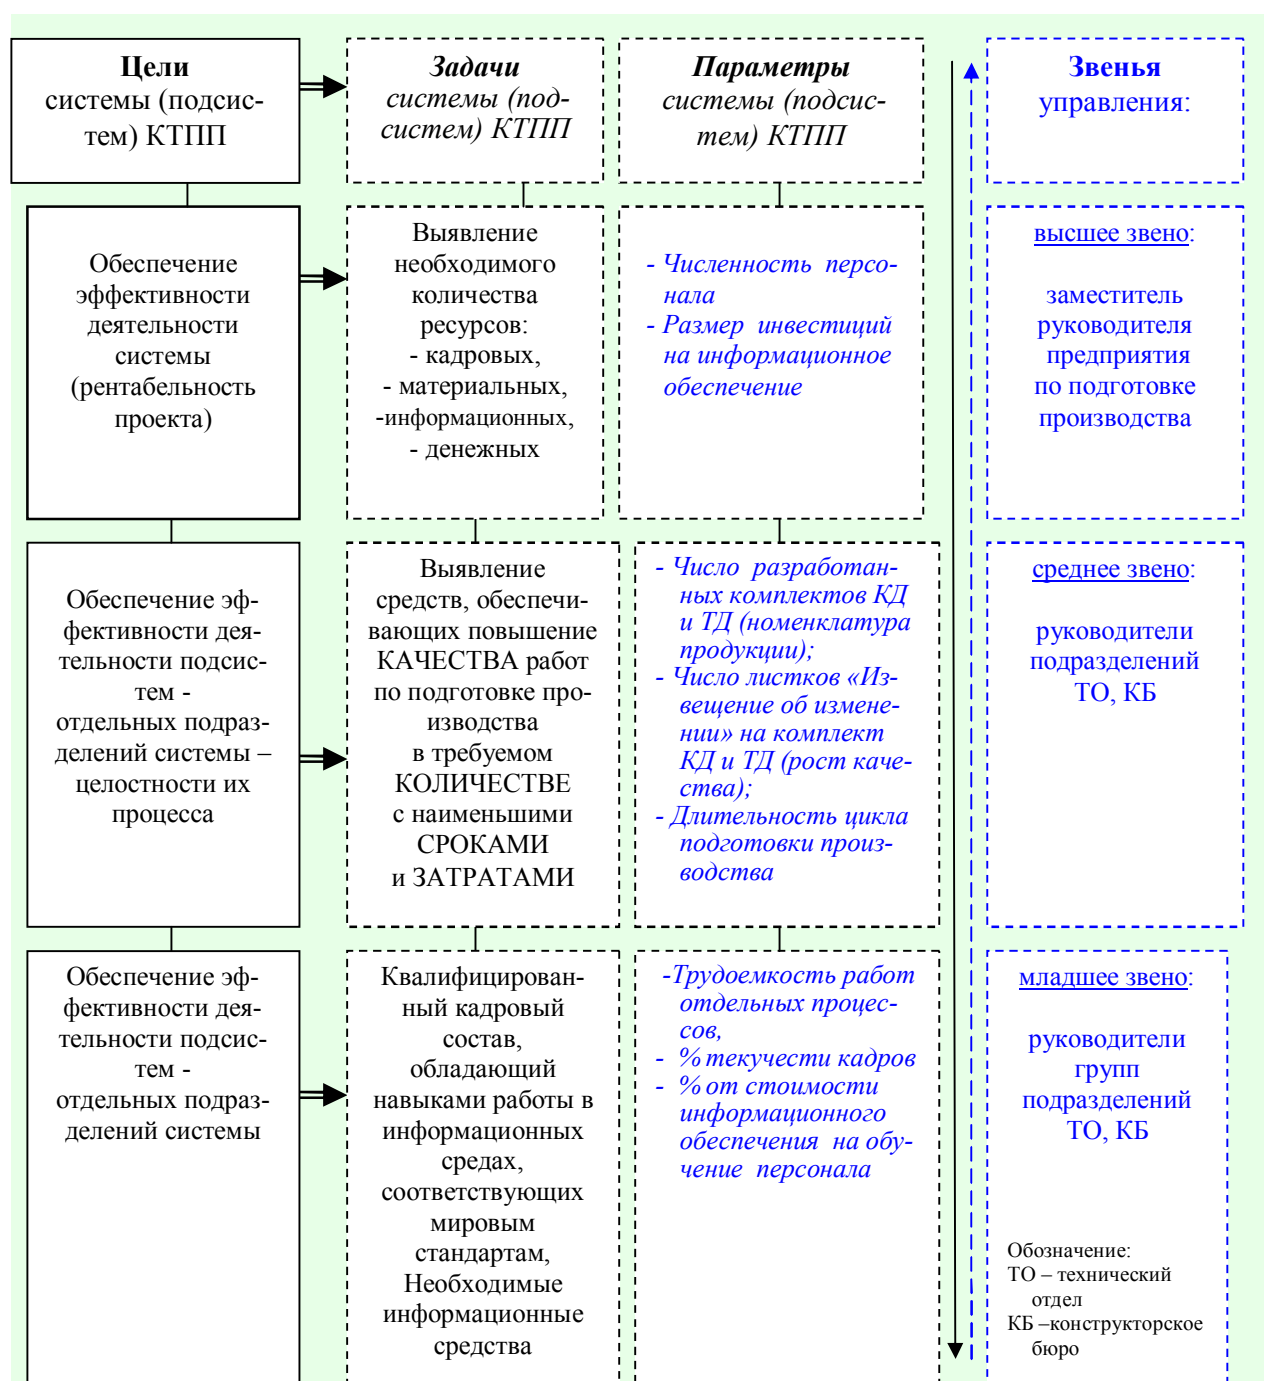 Цели
системы (подсис-
тем) КТПП
Задачи
системы (под-
систем) КТПП
Параметры
системы (подсис-
тем) КТПП
Звенья
управления:
Обеспечение
эффективности
деятельности
системы
(рентабельность
проекта)
Выявление
необходимого
количества
ресурсов:
- кадровых,
- материальных,
-информационных,
- денежных
- Численность персо-
нала
- Размер инвестиций
на информационное
обеспечение
высшее звено:
заместитель
руководителя
предприятия
по подготовке
производства
Обеспечение эф-
фективности дея-
тельности подсис-
тем -
отдельных подраз-
делений системы –
целостности их
процесса
Выявление
средств, обеспечи-
вающих повышение
КАЧЕСТВА работ
по подготовке про-
изводства
в требуемом
КОЛИЧЕСТВЕ
с наименьшими
СРОКАМИ
и ЗАТРАТАМИ
- Число разработан-
ных комплектов КД
и ТД (номенклатура
продукции);
- Число листков «Из-
вещение об измене-
нии» на комплект
КД и ТД (рост каче-
ства);
- Длительность цикла
подготовки произ-
водства
среднее звено:
руководители
подразделений
ТО, КБ
Обеспечение эф-
фективности дея-
тельности подсис-
тем -
отдельных подраз-
делений системы
Квалифицирован-
ный кадровый
состав,
обладающий
навыками работы в
информационных
средах,
соответствующих
мировым
стандартам,
Необходимые
информационные
средства
-Трудоемкость работ
отдельных процес-
сов,
- % текучести кадров
- % от стоимости
информационного
обеспечения на обу-
чение персонала
младшее звено:
руководители
групп
подразделений
ТО, КБ
Обозначение:
ТО – технический
отдел
КБ –конструкторское
бюро